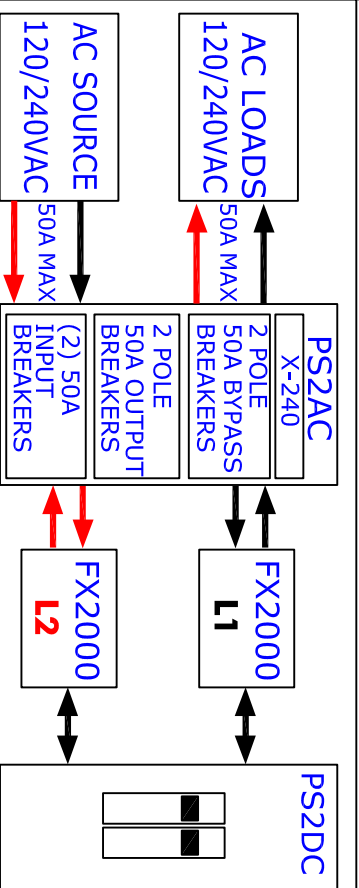 AC SOURCE
120/240VAC
AC LOADS
120/240VAC
50A MAX
50A MAX
PS2AC
X-240
2 POLE
50A BYPASS
BREAKERS
2 POLE
50A OUTPUT
BREAKERS
(2) 50A
INPUT
BREAKERS
FX2000
L1
FX2000
L2
PS2DC